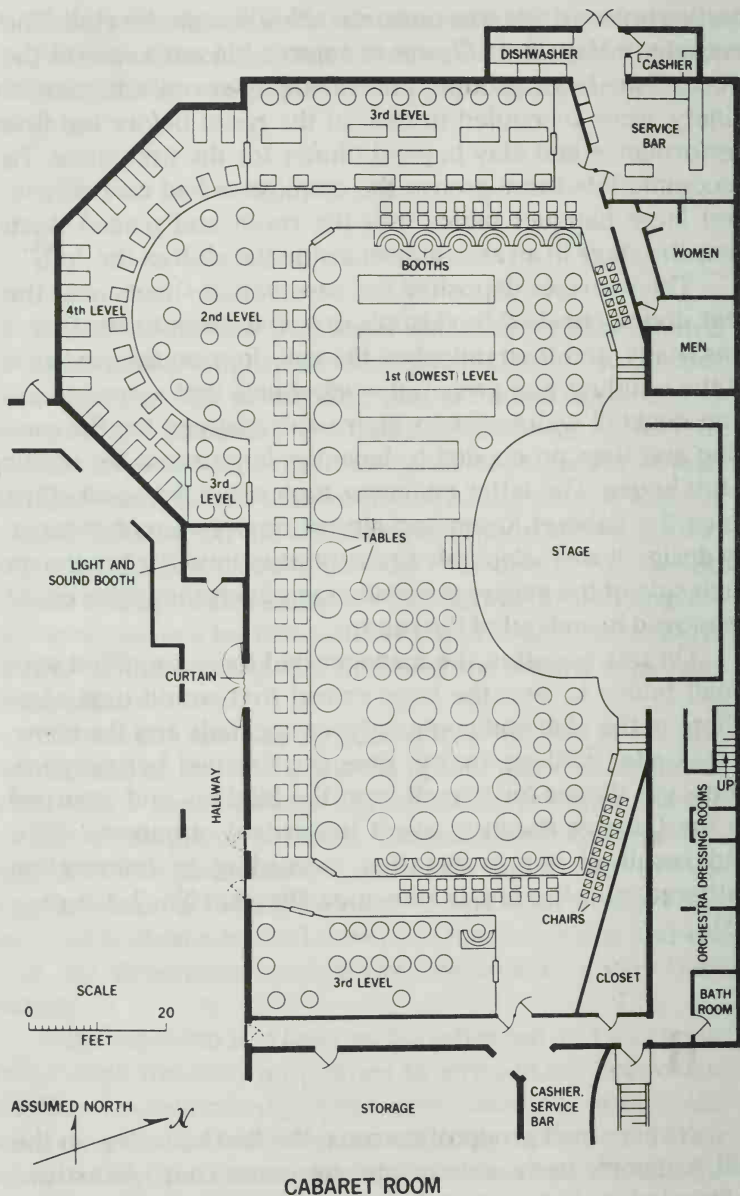 DISHWASHER
CASHIER
3rd LEVEL
SERVICE
BAR
BOOTHS
WOMEN
4th LEVEL
2nd LEVEL
MEN
1st (LOWEST) LEVEL
3rd
LEVEL
TABLES
STAGE
LIGHT AND
SOUND BOOTH
CURTAIN
HALLWAY
UP
ORCHESTRA DRESSING ROOMS
CHAIRS
SCALE
0 20
FEET
3rd LEVEL
CLOSET
BATH
ROOM
ASSUMED NORTH
N
STORAGE
CASHIER.
SERVICE
BAR
CABARET ROOM